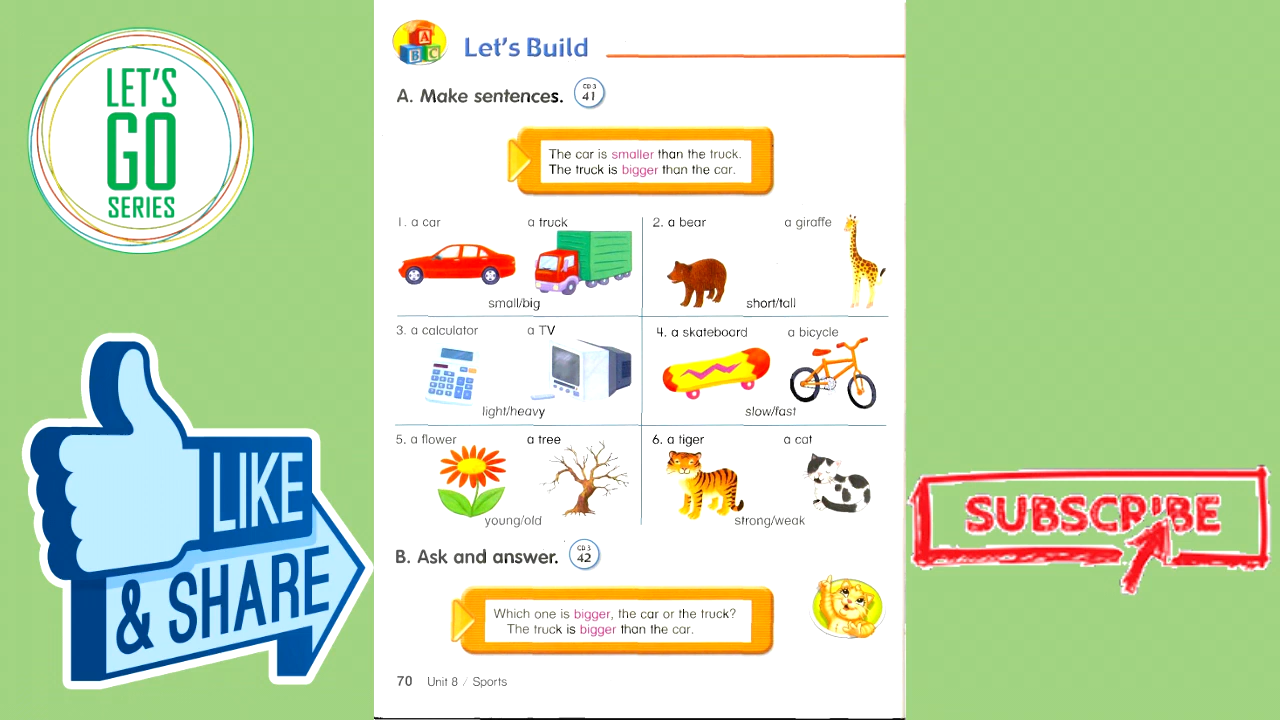 LET'S
GO
SERIES
LIKE
& SHARE
ABC
Let's Build
A. Make sentences. CD 3 41
The car is smaller than the truck.
The truck is bigger than the car.
1. a car a truck
small/big
2. a bear a giraffe
short/tall
3. a calculator a TV
light/heavy
4. a skateboard a bicycle
slow/fast
5. a flower a tree
young/old
6. a tiger a cat
strong/weak
B. Ask and answer. CD 3 42
Which one is bigger, the car or the truck?
The truck is bigger than the car.
70 Unit 8 / Sports
SUBSCRIBE